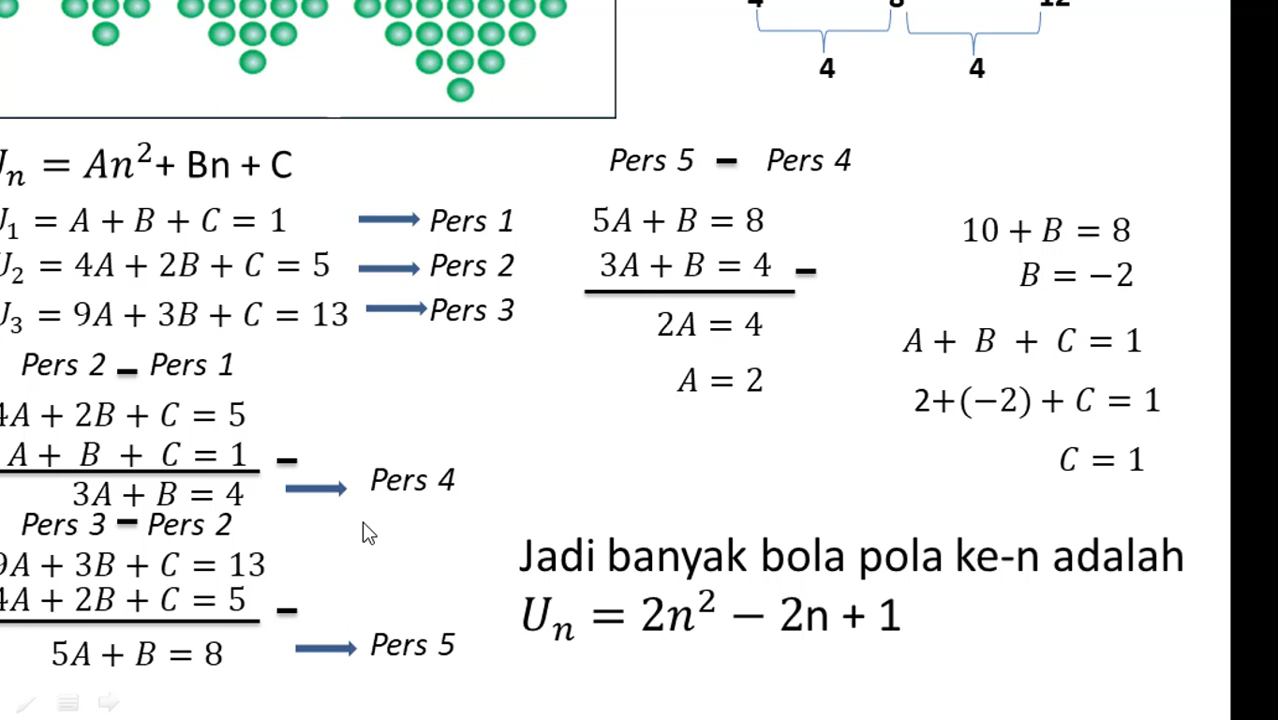 4 8 12
4 4
Uₙ = An² + Bn + C
U₁ = A + B + C = 1 Pers 1
U₂ = 4A + 2B + C = 5 Pers 2
U₃ = 9A + 3B + C = 13 Pers 3
Pers 2 - Pers 1
4A + 2B + C = 5
A + B + C = 1 -
3A + B = 4 Pers 4
Pers 3 - Pers 2
9A + 3B + C = 13
4A + 2B + C = 5 -
5A + B = 8 Pers 5
Pers 5 - Pers 4
5A + B = 8
3A + B = 4 -
2A = 4
A = 2
10 + B = 8
B = −2
A + B + C = 1
2+(−2) + C = 1
C = 1
Jadi banyak bola pola ke-n adalah
Uₙ = 2n² − 2n + 1